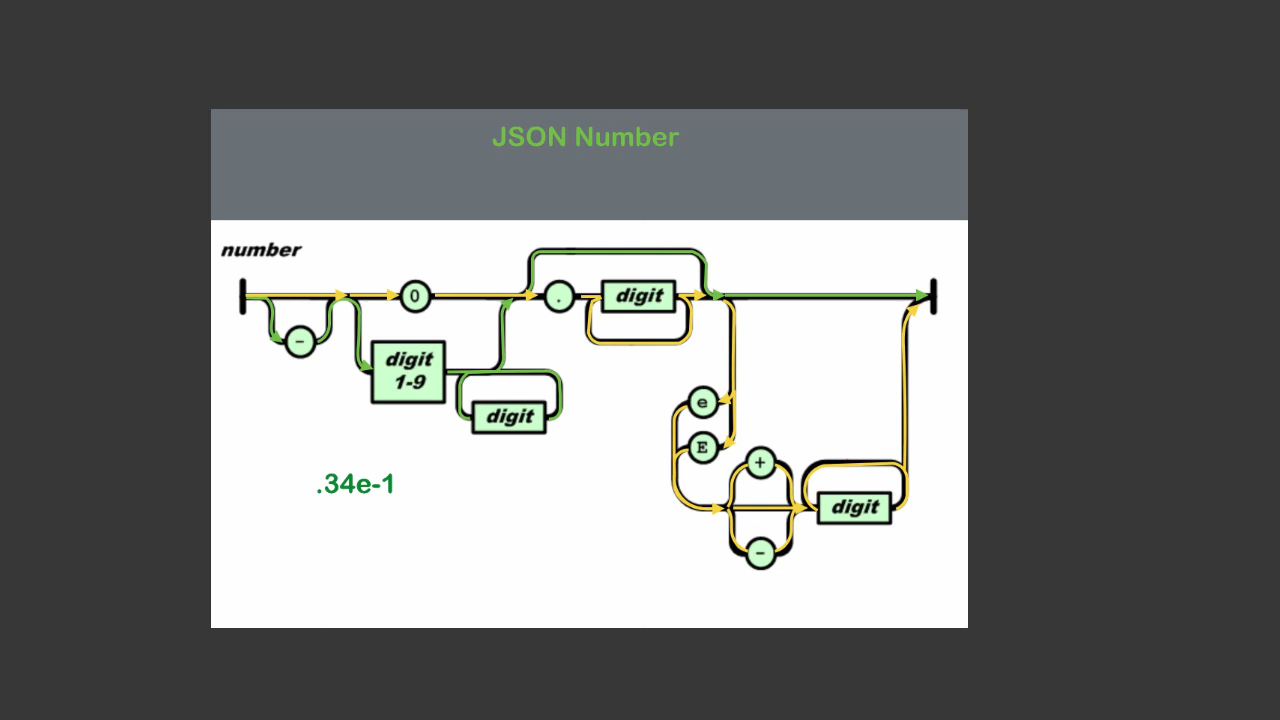 JSON Number
number
0
.
digit
-
digit
1-9
digit
e
E
+
digit
-
.34e-1